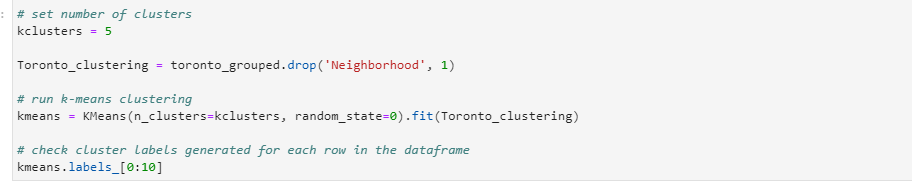 # set number of clusters
kclusters = 5
Toronto_clustering = toronto_grouped.drop('Neighborhood', 1)
# run k-means clustering
kmeans = KMeans(n_clusters=kclusters, random_state=0).fit(Toronto_clustering)
# check cluster labels generated for each row in the dataframe
kmeans.labels_[0:10]